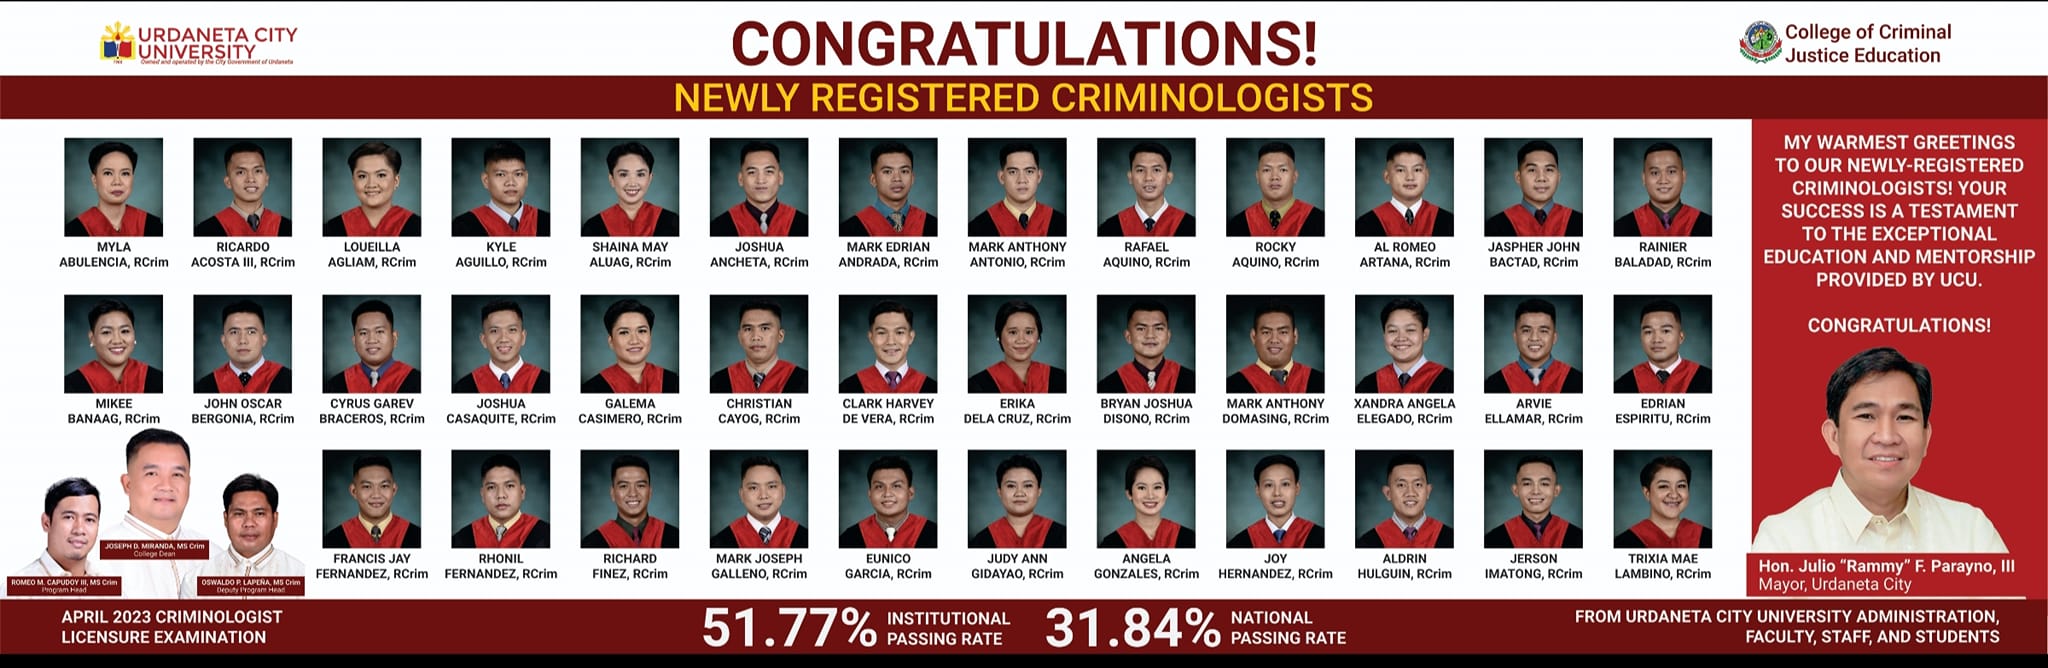 URDANETA CITY
UNIVERSITY
Owned and operated by the City Government of Urdaneta
CONGRATULATIONS!
College of Criminal
Justice Education
NEWLY REGISTERED CRIMINOLOGISTS
MYLA
ABULENCIA, RCrim
RICARDO
ACOSTA III, RCrim
LOUEILLA
AGLIAM, RCrim
KYLE
AGUILLO, RCrim
SHAINA MAY
ALUAG, RCrim
JOSHUA
ANCHETA, RCrim
MARK EDRIAN
ANDRADA, RCrim
MARK ANTHONY
ANTONIO, RCrim
RAFAEL
AQUINO, RCrim
ROCKY
AQUINO, RCrim
AL ROMEO
ARTANA, RCrim
JASPHER JOHN
BACTAD, RCrim
RAINIER
BALADAD, RCrim
MIKEE
BANAAG, RCrim
JOHN OSCAR
BERGONIA, RCrim
CYRUS GAREV
BRACEROS, RCrim
JOSHUA
CASAQUITE, RCrim
GALEMA
CASIMERO, RCrim
CHRISTIAN
CAYOG, RCrim
CLARK HARVEY
DE VERA, RCrim
ERIKA
DELA CRUZ, RCrim
BRYAN JOSHUA
DISONO, RCrim
MARK ANTHONY
DOMASING, RCrim
XANDRA ANGELA
ELEGADO, RCrim
ARVIE
ELLAMAR, RCrim
EDRIAN
ESPIRITU, RCrim
JOSEPH D. MIRANDA, MS Crim
College Dean
ROMEO M. CAPUDOY III, MS Crim
Program Head
OSWALDO P. LAPEÑA, MS Crim
Deputy Program Head
FRANCIS JAY
FERNANDEZ, RCrim
RHONIL
FERNANDEZ, RCrim
RICHARD
FINEZ, RCrim
MARK JOSEPH
GALLENO, RCrim
EUNICO
GARCIA, RCrim
JUDY ANN
GIDAYAO, RCrim
ANGELA
GONZALES, RCrim
JOY
HERNANDEZ, RCrim
ALDRIN
HULGUIN, RCrim
JERSON
IMATONG, RCrim
TRIXIA MAE
LAMBINO, RCrim
MY WARMEST GREETINGS
TO OUR NEWLY-REGISTERED
CRIMINOLOGISTS! YOUR
SUCCESS IS A TESTAMENT
TO THE EXCEPTIONAL
EDUCATION AND MENTORSHIP
PROVIDED BY UCU.
CONGRATULATIONS!
Hon. Julio “Rammy” F. Parayno, III
Mayor, Urdaneta City
APRIL 2023 CRIMINOLOGIST
LICENSURE EXAMINATION
51.77% INSTITUTIONAL
PASSING RATE
31.84% NATIONAL
PASSING RATE
FROM URDANETA CITY UNIVERSITY ADMINISTRATION,
FACULTY, STAFF, AND STUDENTS